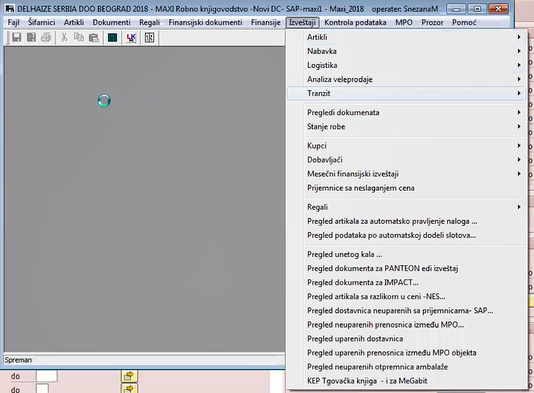 DELHAIZE SERBIA DOO BEOGRAD 2018 - MAXI Robno knjigovodstvo - Novi DC- SAP-maxi1 - Maxi_2018 operater: SnezanaM
Fajl Šifarnici Artikli Dokumenti Regali Finansijski dokumenti Finansije Izveštaji Kontrola podataka MPO Prozor Pomoć
Artikli
Nabavka
Logistika
Analiza veleprodaje
Tranzit
Pregledi dokumenata
Stanje robe
Kupci
Dobavljači
Mesečni finansijski izveštaji
Prijemnice sa neslaganjem cena
Regali
Pregled artikala za automatsko pravljenje naloga ...
Pregled podataka po automatskoj dodeli slotova...
Pregled unetog kala ...
Pregled dokumenta za PANTEON edi izveštaj
Pregled dokumenta za IMPACT...
Pregled artikala sa razlikom u ceni -NES...
Pregled dostavnica neuparenih sa prijemnicama- SAP...
Pregled neuparenih prenosnica između MPO...
Pregled uparenih dostavnica
Pregled uparenih prenosnica između MPO objekta
Pregled neuparenih otpremnica ambalaže
KEP Tgovačka knjiga - i za MeGabit
Spreman
do
do